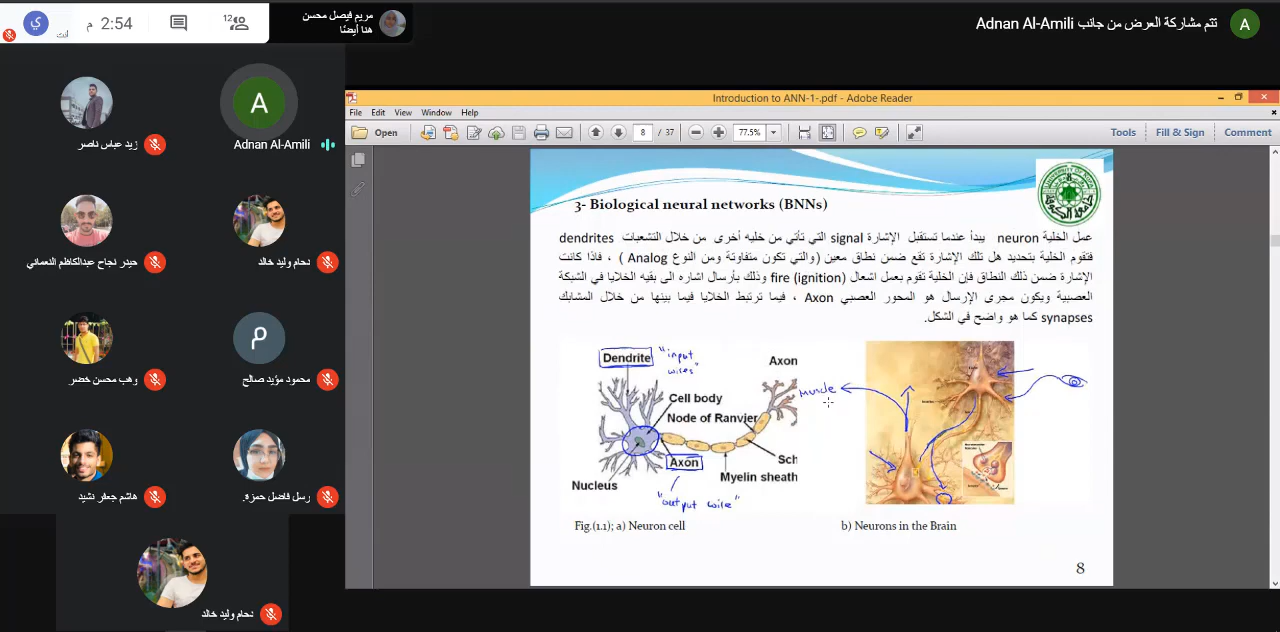 2:54 م
12
أنت
ي
مريم فيصل محسن
هنا أيضًا
تتم مشاركة العرض من جانب Adnan Al-Amili
A
زيد عباس ناصر
A
Adnan Al-Amili
حيدر نجاح عبدالكاظم النعماني
دحام وليد خالد
وهب محسن خضر.
م
محمود مؤيد صالح
هاشم جعفر نشيد
رسل فاضل حمزة.
دحام وليد خالد
Introduction to ANN-1-.pdf - Adobe Reader
File Edit View Window Help
Open
8 / 37
77.5%
Tools
Fill & Sign
Comment
3- Biological neural networks (BNNs)
عمل الخلية neuron يبدأ عندما تستقبل الإشارة signal التي تأتي من خليه أخرى من خلال التشعبات dendrites
فتقوم الخلية بتحديد هل تلك الإشارة تقع ضمن نطاق معين (والتي تكون متفاوتة ومن النوع Analog ) ، فاذا كانت
الإشارة ضمن ذلك النطاق فإن الخلية تقوم بعمل اشعال fire (ignition) وذلك بأرسال اشاره الى بقيه الخلايا في الشبكة
العصبية ويكون مجرى الإرسال هو المحور العصبي Axon ، فيما ترتبط الخلايا فيما بينها من خلال المشابك
synapses كما هو واضح في الشكل.
Dendrite
"input
wires"
Axon
Cell body
Node of Ranvier
muscle
Axon
Sch
Myelin sheath
Nucleus
"output wire"
Fig.(1.1); a) Neuron cell
b) Neurons in the Brain
8